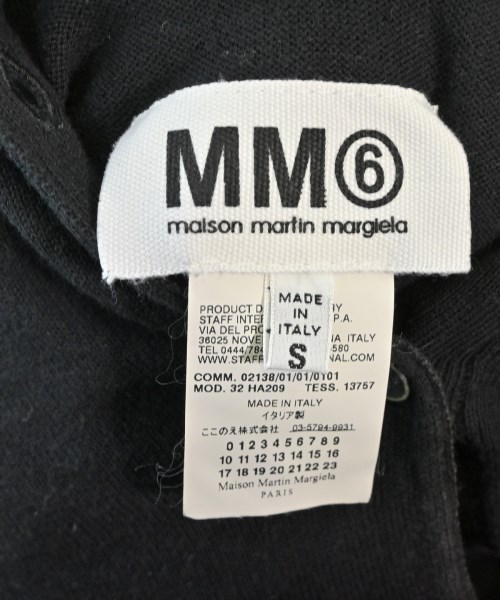 MM⑥
maison martin margiela
MADE
IN
ITALY
S
PRODUCT D
STAFF INTER P.A.
VIA DEL PRO
36025 NOVE ITALY
TEL 0444/784 580
WWW.STAFF NAL.COM
COMM. 02138/01/01/0101
MOD. 32 HA209 TESS. 13757
MADE IN ITALY
イタリア製
ここのえ株式会社 03-5794-9931
0 1 2 3 4 5 6 7 8 9
10 11 12 13 14 15 16
17 18 19 20 21 22 23
Maison Martin Margiela
PARIS